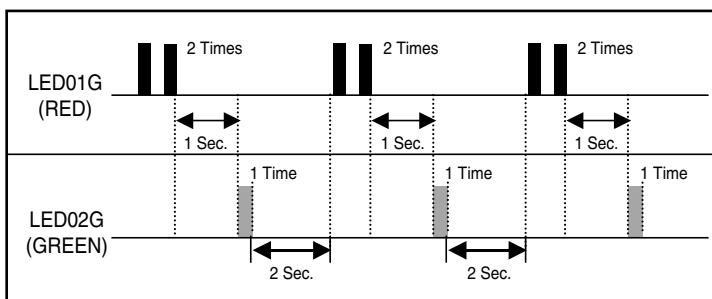 2 Times 2 Times 2 Times
LED01G
(RED)
1 Sec. 1 Sec. 1 Sec.
1 Time 1 Time 1 Time
LED02G
(GREEN)
2 Sec. 2 Sec.